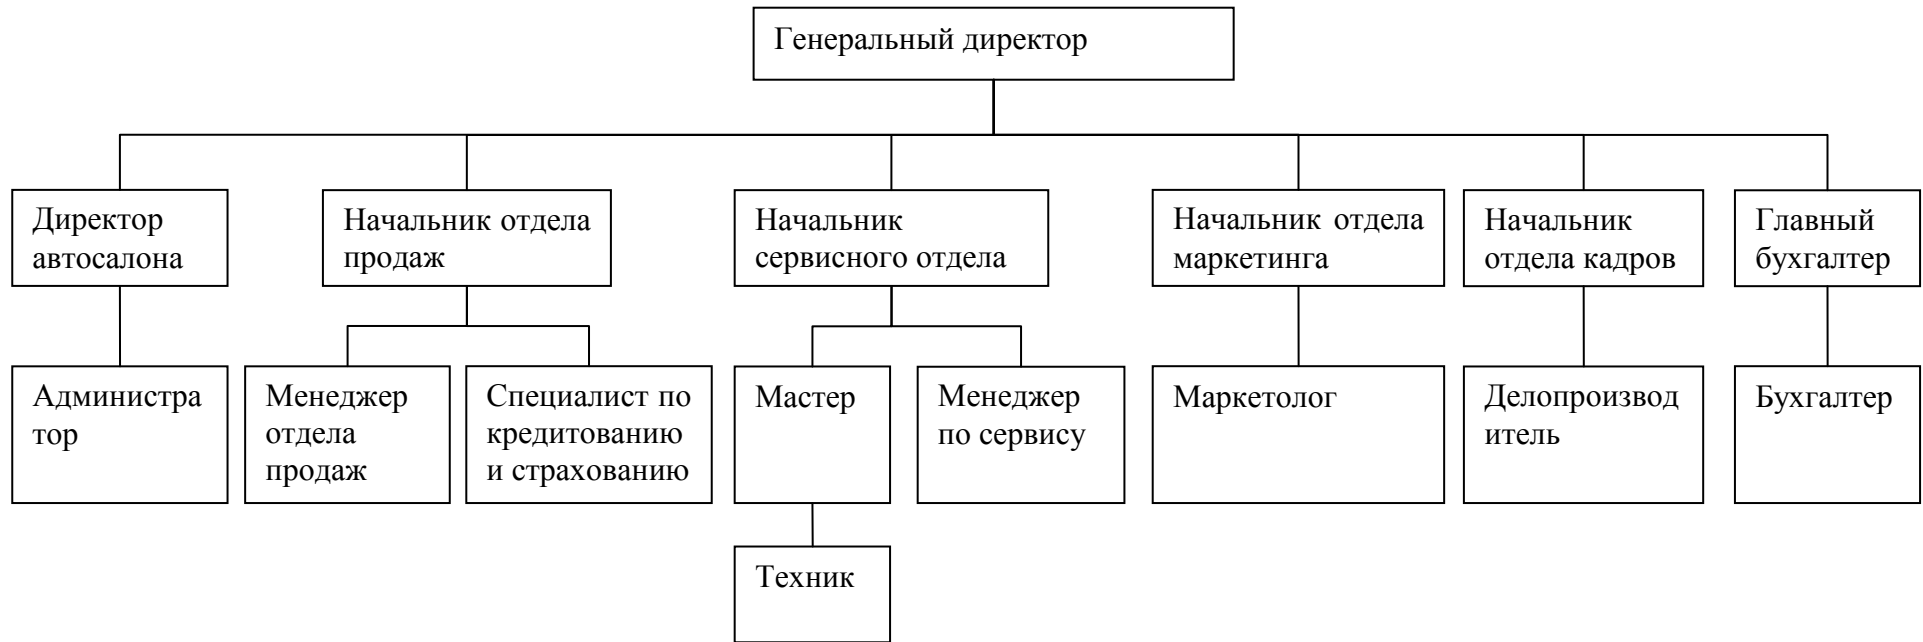 Генеральный директор
Директор
автосалона
Начальник отдела
продаж
Начальник
сервисного отдела
Начальник отдела
маркетинга
Начальник
отдела кадров
Главный
бухгалтер
Администра
тор
Менеджер
отдела
продаж
Специалист по
кредитованию
и страхованию
Мастер
Менеджер
по сервису
Маркетолог
Делопроизвод
итель
Бухгалтер
Техник